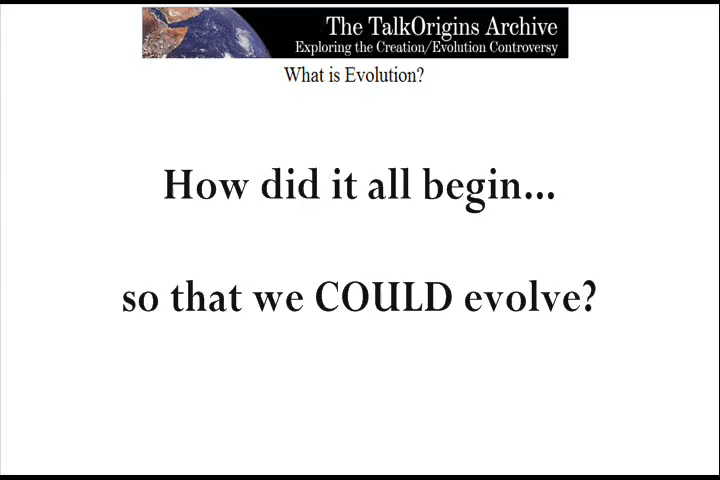 The TalkOrigins Archive
Exploring the Creation/Evolution Controversy
What is Evolution?
How did it all begin...
so that we COULD evolve?